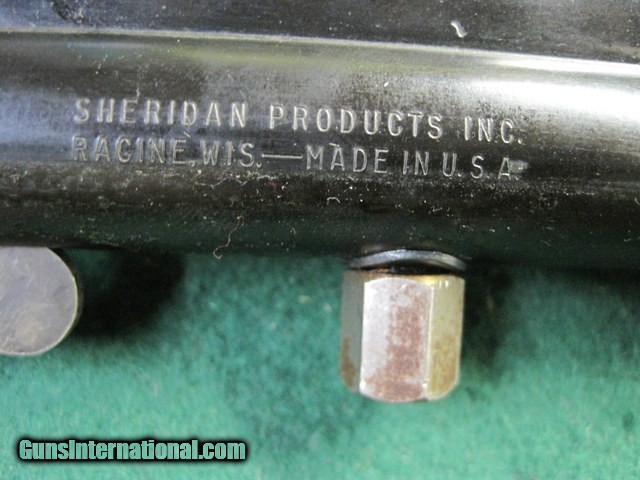 SHERIDAN PRODUCTS INC.
RACINE, WIS.—MADE IN U.S.A.
GunsInternational.com